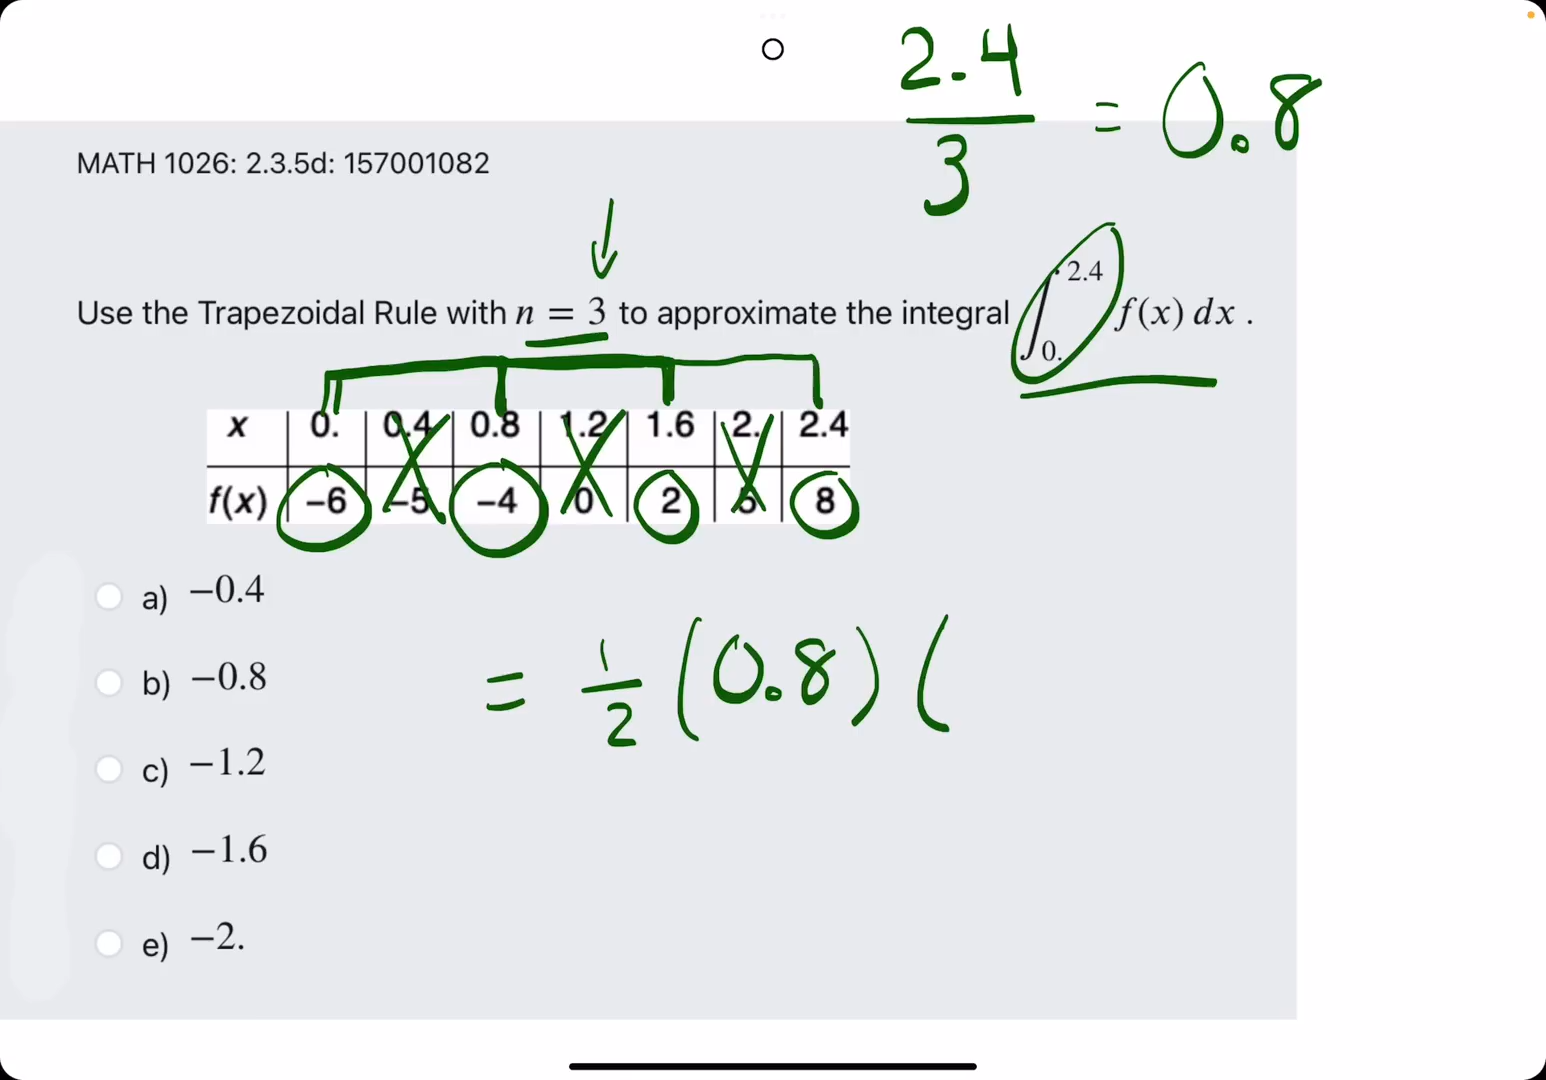 2.4
3
= 0.8
MATH 1026: 2.3.5d: 157001082
Use the Trapezoidal Rule with n = 3 to approximate the integral ∫0.^2.4 f(x) dx .
x 0. 0.4 0.8 1.2 1.6 2. 2.4
f(x) −6 −5 −4 0 2 8
a) −0.4
b) −0.8
= 1/2 (0.8) (
c) −1.2
d) −1.6
e) −2.